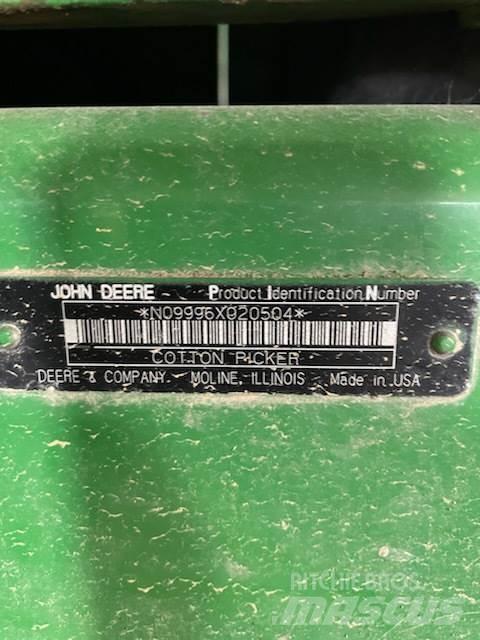 JOHN DEERE Product Identification Number
*N09996X020504*
COTTON PICKER
DEERE & COMPANY MOLINE, ILLINOIS Made in USA
RITCHIE BROS.
MASCUS